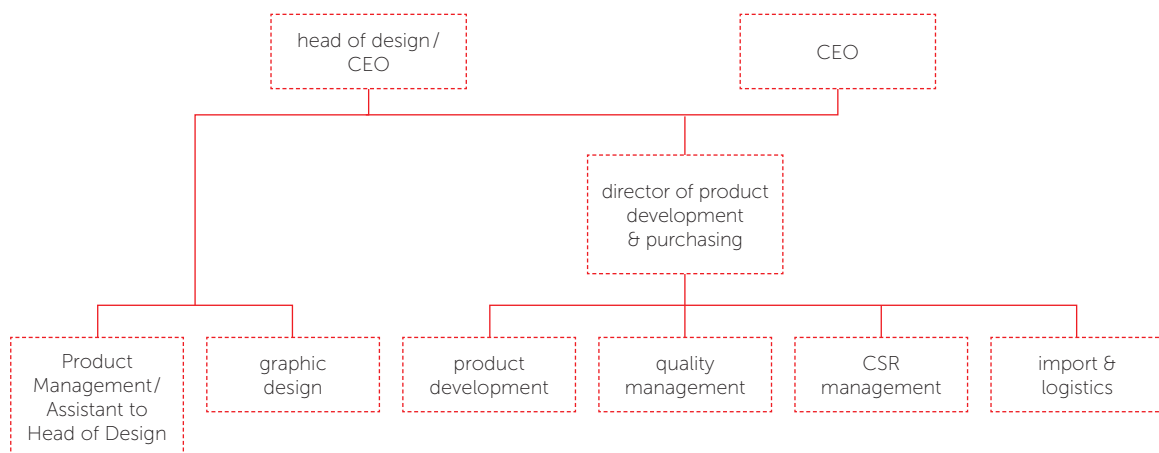 head of design /
CEO
CEO
director of product
development
& purchasing
Product
Management /
Assistant to
Head of Design
graphic
design
product
development
quality
management
CSR
management
import &
logistics